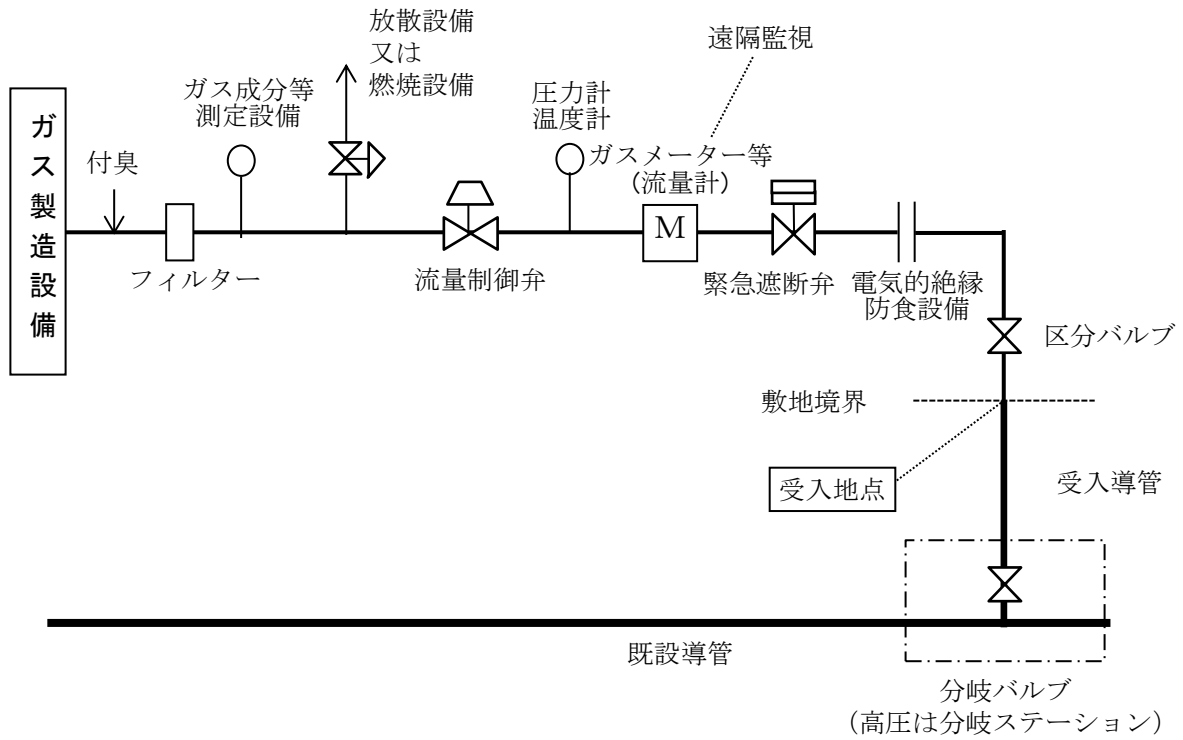 放散設備
又は
燃焼設備
遠隔監視
ガス成分等
測定設備
圧力計
温度計
ガス製造設備
付臭
ガスメーター等
(流量計)
M
フィルター
流量制御弁
緊急遮断弁
電気的絶縁
防食設備
区分バルブ
敷地境界
受入地点
受入導管
既設導管
分岐バルブ
（高圧は分岐ステーション）